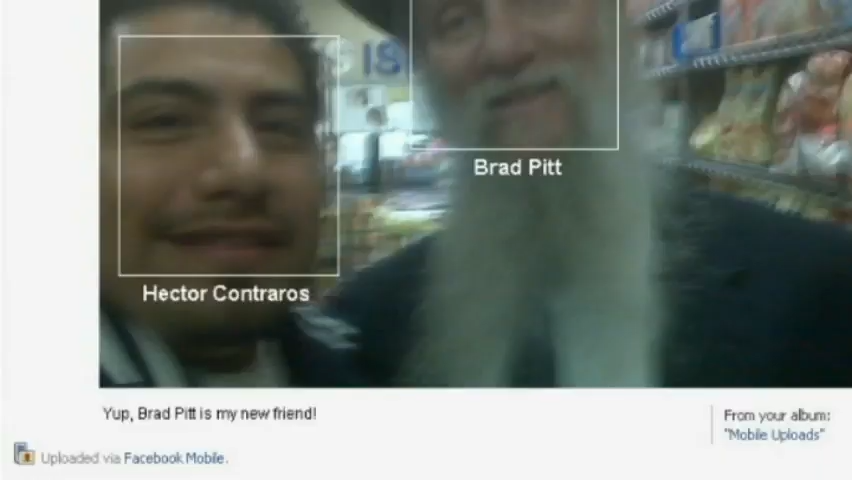 IS
Brad Pitt
Hector Contraros
Yup, Brad Pitt is my new friend!
From your album:
"Mobile Uploads"
Uploaded via Facebook Mobile.